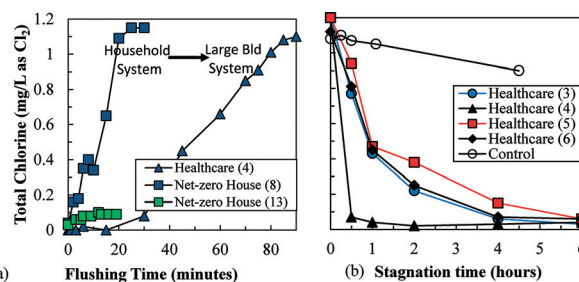 1.2
1
0.8
0.6
0.4
0.2
0
Total Chlorine (mg/L as Cl2)
Household System
Large Bld System
Healthcare (4)
Net-zero House (8)
Net-zero House (13)
0 20 40 60 80 100
a) Flushing Time (minutes)
Healthcare (3)
Healthcare (4)
Healthcare (5)
Healthcare (6)
Control
0 1 2 3 4 5
(b) Stagnation time (hours)